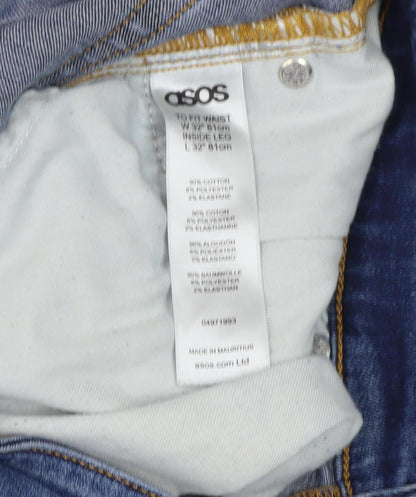 asos
TO FIT WAIST
W 32" 81cm
INSIDE LEG
L 32" 81cm
90% COTTON
8% POLYESTER
2% ELASTANE
90% COTON
8% POLYESTER
2% ELASTHANNE
90% ALGODÓN
8% POLIESTER
2% ELASTANO
90% BAUMWOLLE
8% POLYESTER
2% ELASTHAN
04971993
MADE IN MAURITIUS
asos.com Ltd